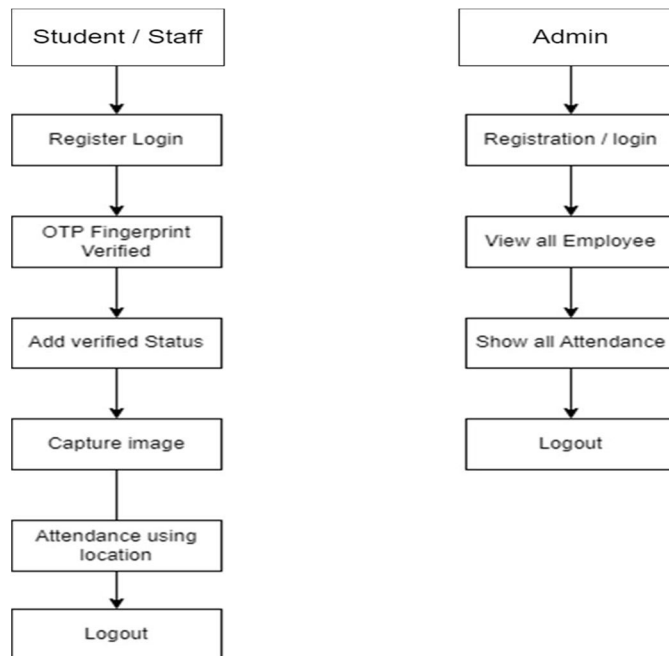 Student / Staff
Register Login
OTP Fingerprint
Verified
Add verified Status
Capture image
Attendance using
location
Logout
Admin
Registration / login
View all Employee
Show all Attendance
Logout